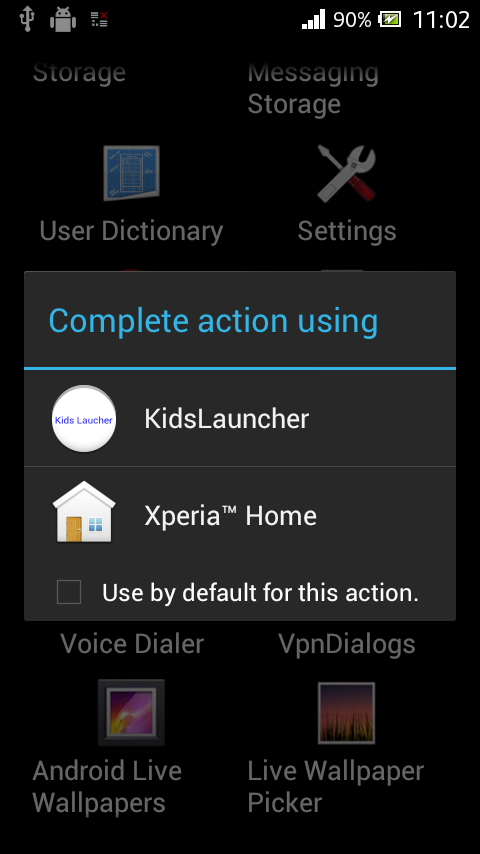 90% 11:02
Storage
Messaging
Storage
User Dictionary
Settings
Complete action using
Kids Laucher
KidsLauncher
Xperia™ Home
Use by default for this action.
Voice Dialer
VpnDialogs
Android Live
Wallpapers
Live Wallpaper
Picker